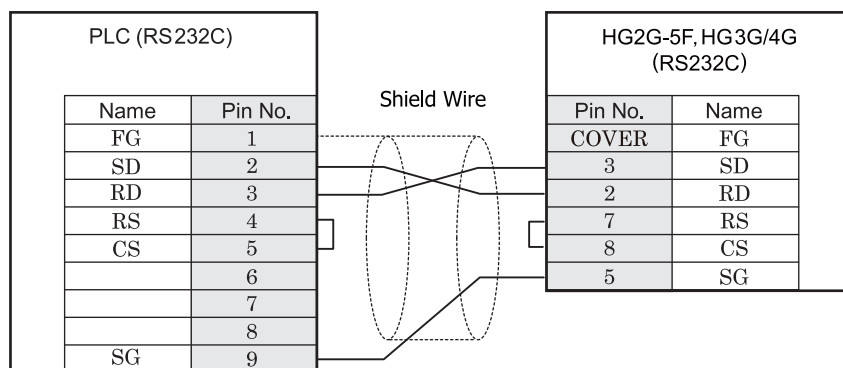 PLC (RS232C)
HG2G-5F, HG3G/4G
(RS232C)
Shield Wire
Name Pin No.
FG 1
SD 2
RD 3
RS 4
CS 5
6
7
8
SG 9
Pin No. Name
COVER FG
3 SD
2 RD
7 RS
8 CS
5 SG